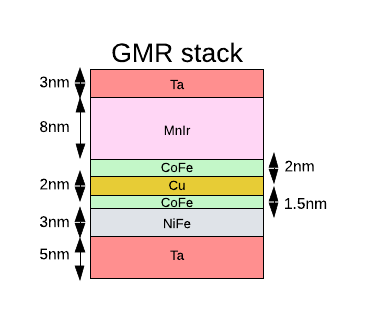 GMR stack
3nm
Ta
8nm
MnIr
CoFe
2nm
2nm
Cu
CoFe
1.5nm
3nm
NiFe
5nm
Ta